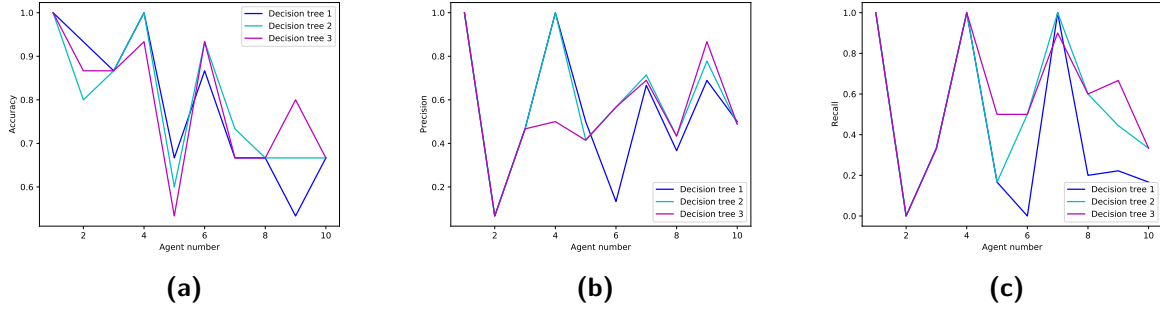 1.0
0.9
0.8
0.7
0.6
Accuracy
2
4
6
8
10
Agent number
Decision tree 1
Decision tree 2
Decision tree 3
(a)
1.0
0.8
0.6
0.4
0.2
Precision
2
4
6
8
10
Agent number
Decision tree 1
Decision tree 2
Decision tree 3
(b)
1.0
0.8
0.6
0.4
0.2
0.0
Recall
2
4
6
8
10
Agent number
Decision tree 1
Decision tree 2
Decision tree 3
(c)